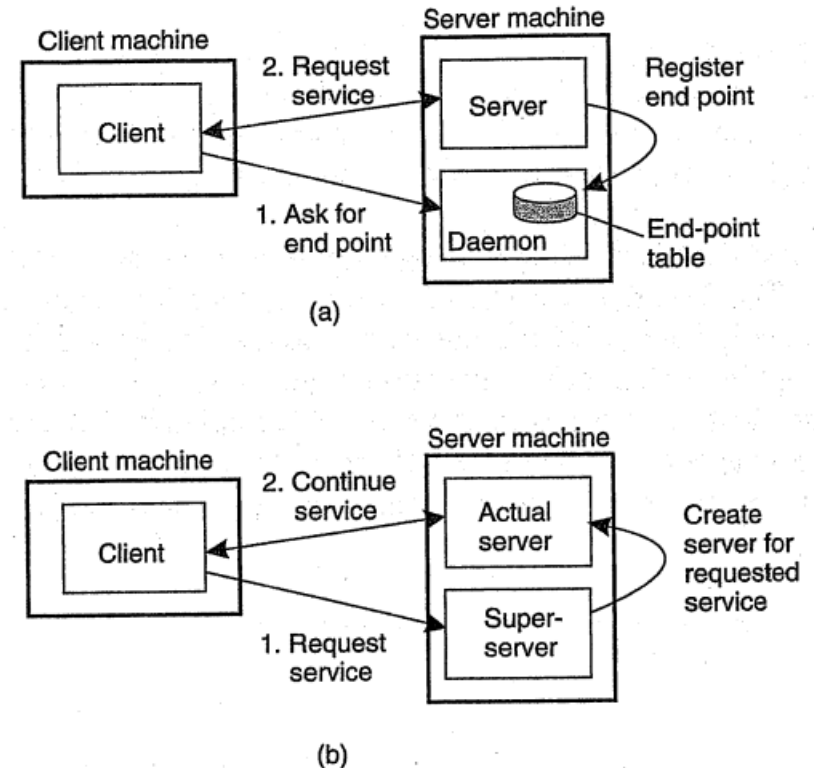 Client machine
Server machine
2. Request
service
Register
end point
Client
Server
1. Ask for
end point
Daemon
End-point
table
(a)
Client machine
Server machine
2. Continue
service
Actual
server
Create
server for
requested
service
Client
1. Request
service
Super-
server
(b)